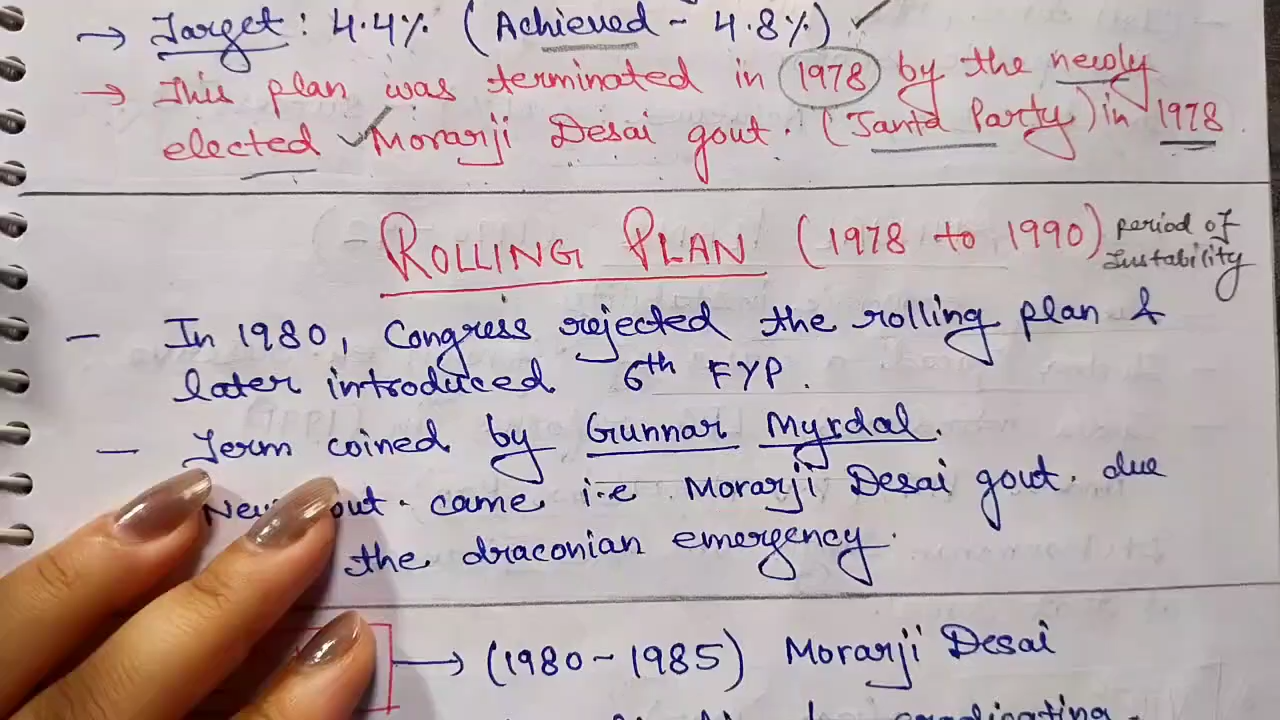 → Target : 4.4% (Achieved - 4.8%)
→ This plan was terminated in 1978 by the newly
elected Morarji Desai govt. (Janta Party) in 1978
ROLLING PLAN (1978 to 1990) period of
Instability
- In 1980, Congress rejected the rolling plan &
later introduced 6th FYP.
- Term coined by Gunnar Myrdal.
came i.e Morarji Desai govt. due
the draconian emergency.
→ (1980-1985) Morarji Desai
eradicating